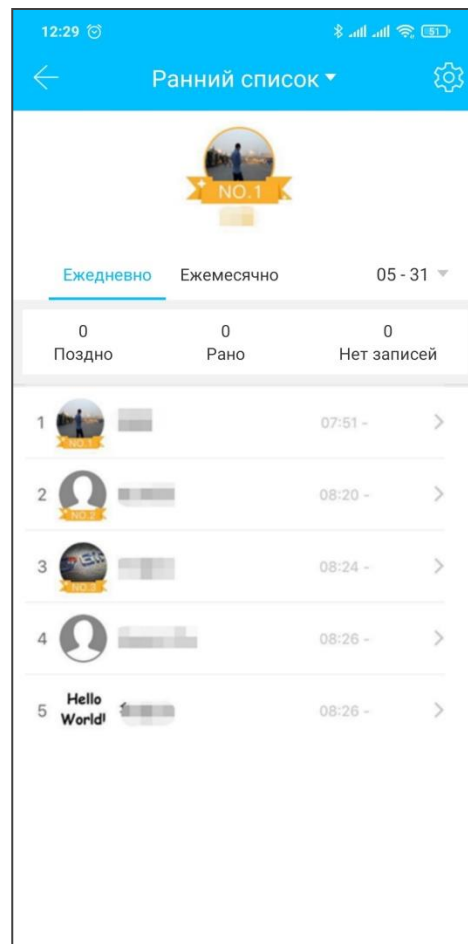 12:29 51
Ранний список
NO.1
Ежедневно Ежемесячно 05 - 31
0 0 0
Поздно Рано Нет записей
1 NO.1 07:51 -
2 NO.2 08:20 -
3 NO.3 08:24 -
4 08:26 -
5 Hello World! 08:26 -